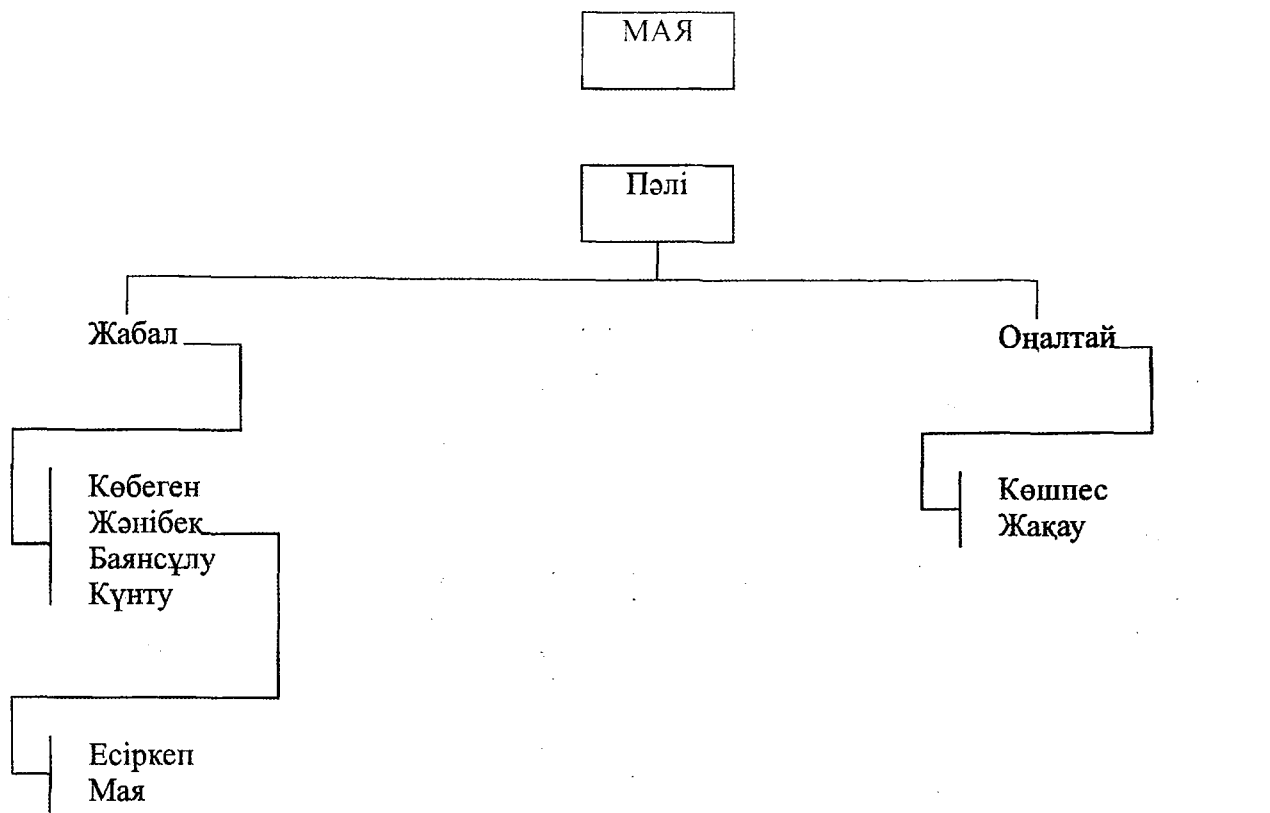 МАЯ
Пәлі
Жабал
Оңалтай
Көбеген
Жәнібек
Баянсұлу
Күнту
Көшпес
Жақау
Есіркеп
Мая